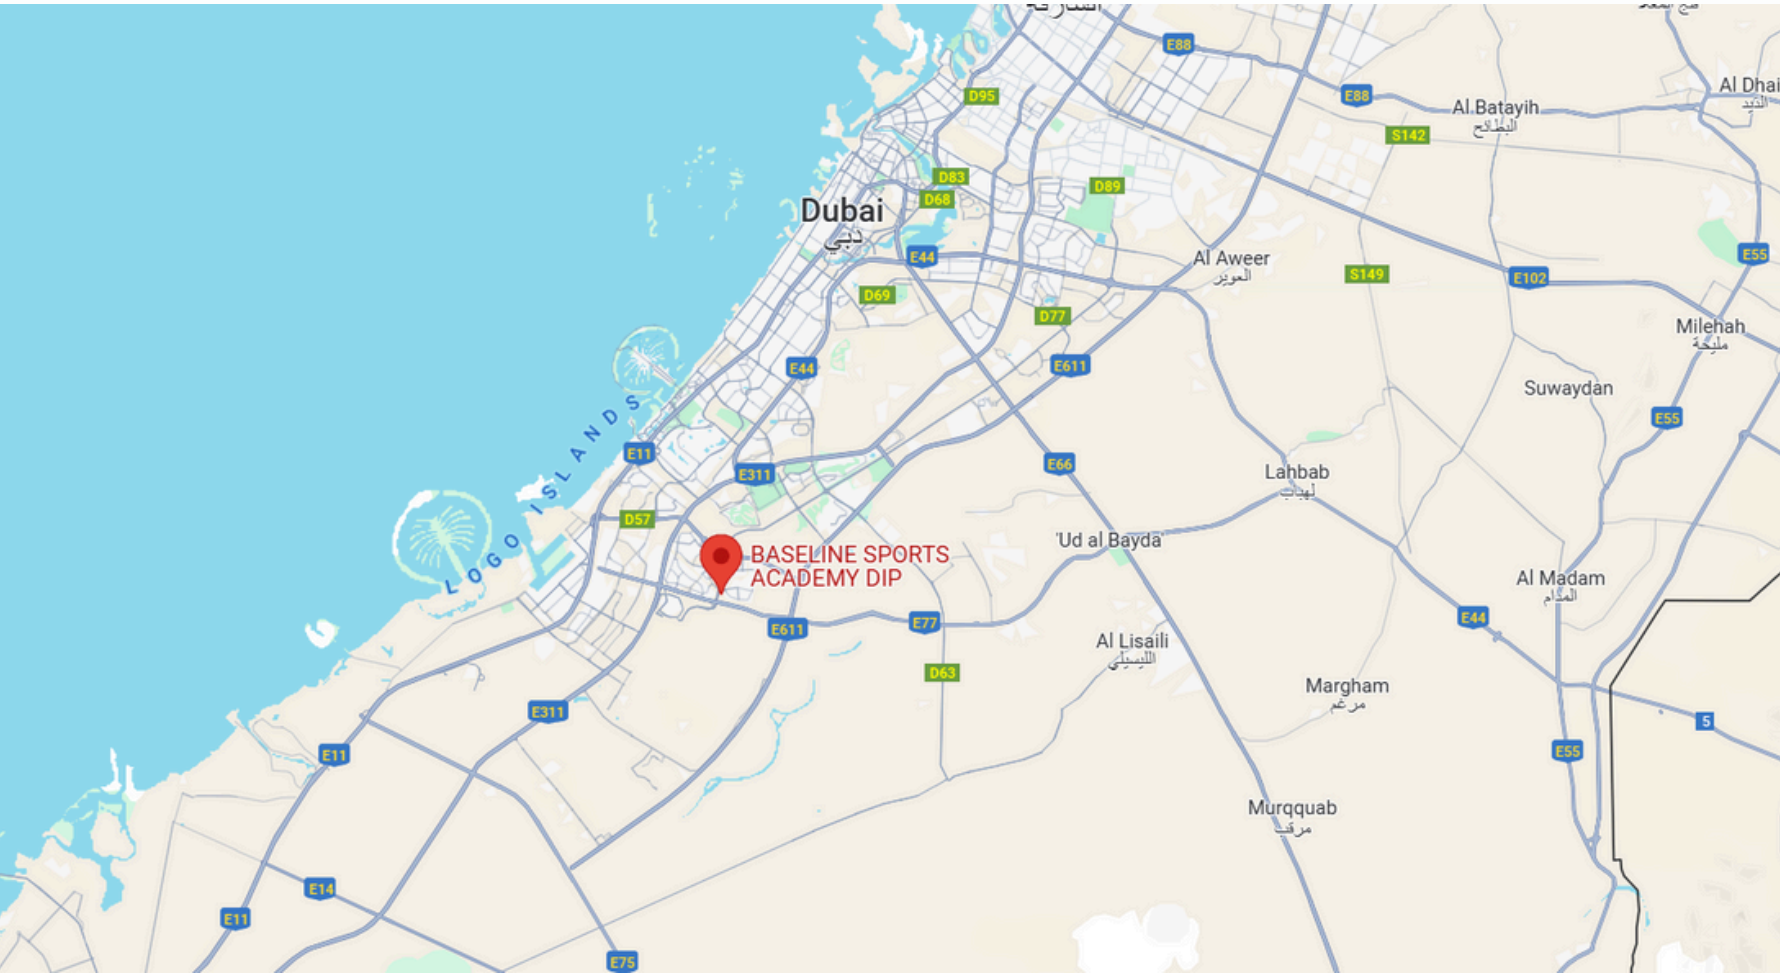 الشارقة
E88
E88
D95
Al Dhai
الذيد
Al Batayih
البطائح
S142
D83
D89
D68
Dubai
دبي
E44
Al Aweer
العوير
S149
E102
E55
D69
D77
Milehah
مليحة
E44
E611
Suwaydan
LOGO ISLANDS
E55
E11
E311
E66
Lahbab
لهباب
D57
BASELINE SPORTS
ACADEMY DIP
'Ud al Bayda'
Al Madam
المدام
E611
E77
E44
Al Lisaili
الليسيلي
D63
Margham
مرغم
E311
5
E11
E55
Murqquab
مرقب
E14
E11
E75